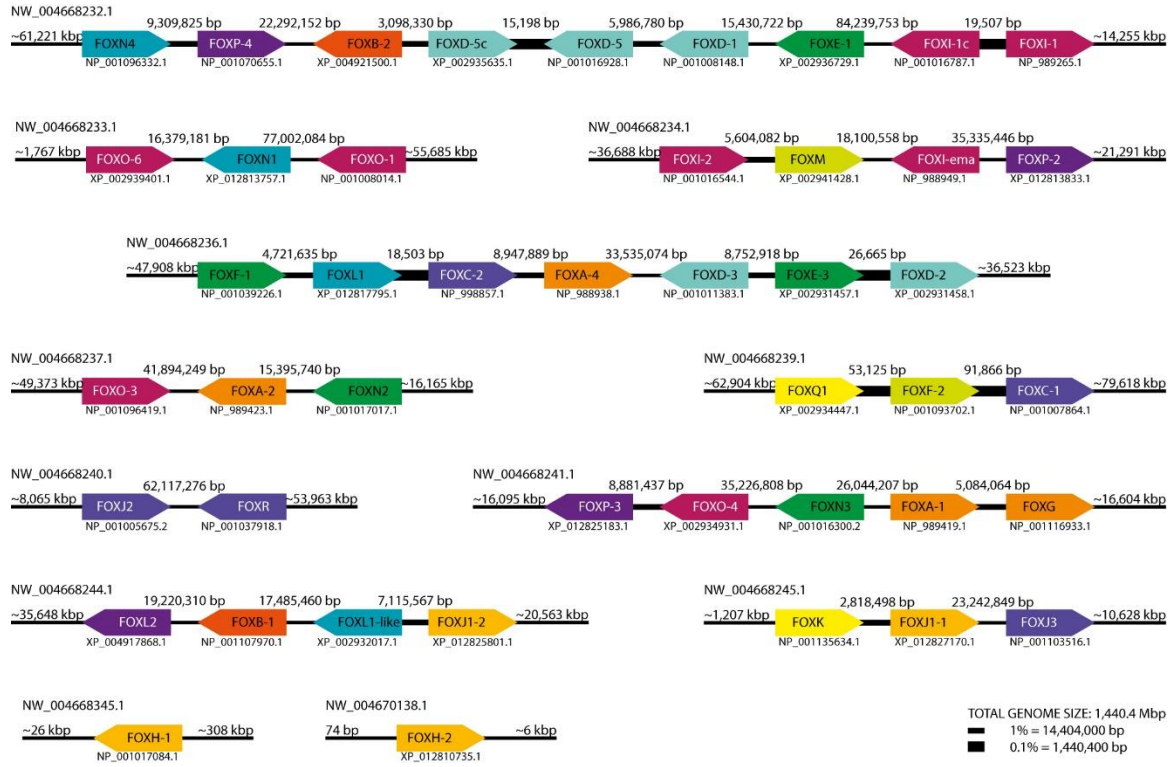 NW_004668232.1
9,309,825 bp 22,292,152 bp 3,098,330 bp 15,198 bp 5,986,780 bp 15,430,722 bp 84,239,753 bp 19,507 bp
~61,221 kbp FOXN4 FOXP-4 FOXB-2 FOXD-5c FOXD-5 FOXD-1 FOXE-1 FOXI-1c FOXI-1 ~14,255 kbp
NP_001096332.1 NP_001070655.1 XP_004921500.1 XP_002935635.1 NP_001016928.1 NP_001008148.1 XP_002936729.1 NP_001016787.1 NP_989265.1
NW_004668233.1 NW_004668234.1
16,379,181 bp 77,002,084 bp 5,604,082 bp 18,100,558 bp 35,335,446 bp
~1,767 kbp FOXO-6 FOXN1 FOXO-1 ~55,685 kbp ~36,688 kbp FOXI-2 FOXM FOXI-ema FOXP-2 ~21,291 kbp
XP_002939401.1 XP_012813757.1 NP_001008014.1 NP_001016544.1 XP_002941428.1 NP_988949.1 XP_012813833.1
NW_004668236.1
4,721,635 bp 18,503 bp 8,947,889 bp 33,535,074 bp 8,752,918 bp 26,665 bp
~47,908 kbp FOXF-1 FOXL1 FOXC-2 FOXA-4 FOXD-3 FOXE-3 FOXD-2 ~36,523 kbp
NP_001039226.1 XP_012817795.1 NP_998857.1 NP_988938.1 NP_001011383.1 XP_002931457.1 XP_002931458.1
NW_004668237.1 NW_004668239.1
41,894,249 bp 15,395,740 bp 53,125 bp 91,866 bp
~49,373 kbp FOXO-3 FOXA-2 FOXN2 ~16,165 kbp ~62,904 kbp FOXQ1 FOXF-2 FOXC-1 ~79,618 kbp
NP_001096419.1 NP_989423.1 NP_001017017.1 XP_002934447.1 NP_001093702.1 NP_001007864.1
NW_004668240.1 NW_004668241.1
62,117,276 bp 8,881,437 bp 35,226,808 bp 26,044,207 bp 5,084,064 bp
~8,065 kbp FOXJ2 FOXR ~53,963 kbp ~16,095 kbp FOXP-3 FOXO-4 FOXN3 FOXA-1 FOXG ~16,604 kbp
NP_001005675.2 NP_001037918.1 XP_012825183.1 XP_002934931.1 NP_001016300.2 NP_989419.1 NP_001116933.1
NW_004668244.1 NW_004668245.1
19,220,310 bp 17,485,460 bp 7,115,567 bp 2,818,498 bp 23,242,849 bp
~35,648 kbp FOXL2 FOXB-1 FOXL1-like FOXJ1-2 ~20,563 kbp ~1,207 kbp FOXK FOXJ1-1 FOXJ3 ~10,628 kbp
XP_004917868.1 NP_001107970.1 XP_002932017.1 XP_012825801.1 NP_001135634.1 XP_012827170.1 NP_001103516.1
NW_004668345.1 NW_004670138.1
~26 kbp FOXH-1 ~308 kbp 74 bp FOXH-2 ~6 kbp
NP_001017084.1 XP_012810735.1
TOTAL GENOME SIZE: 1,440.4 Mbp
1% = 14,404,000 bp
0.1% = 1,440,400 bp